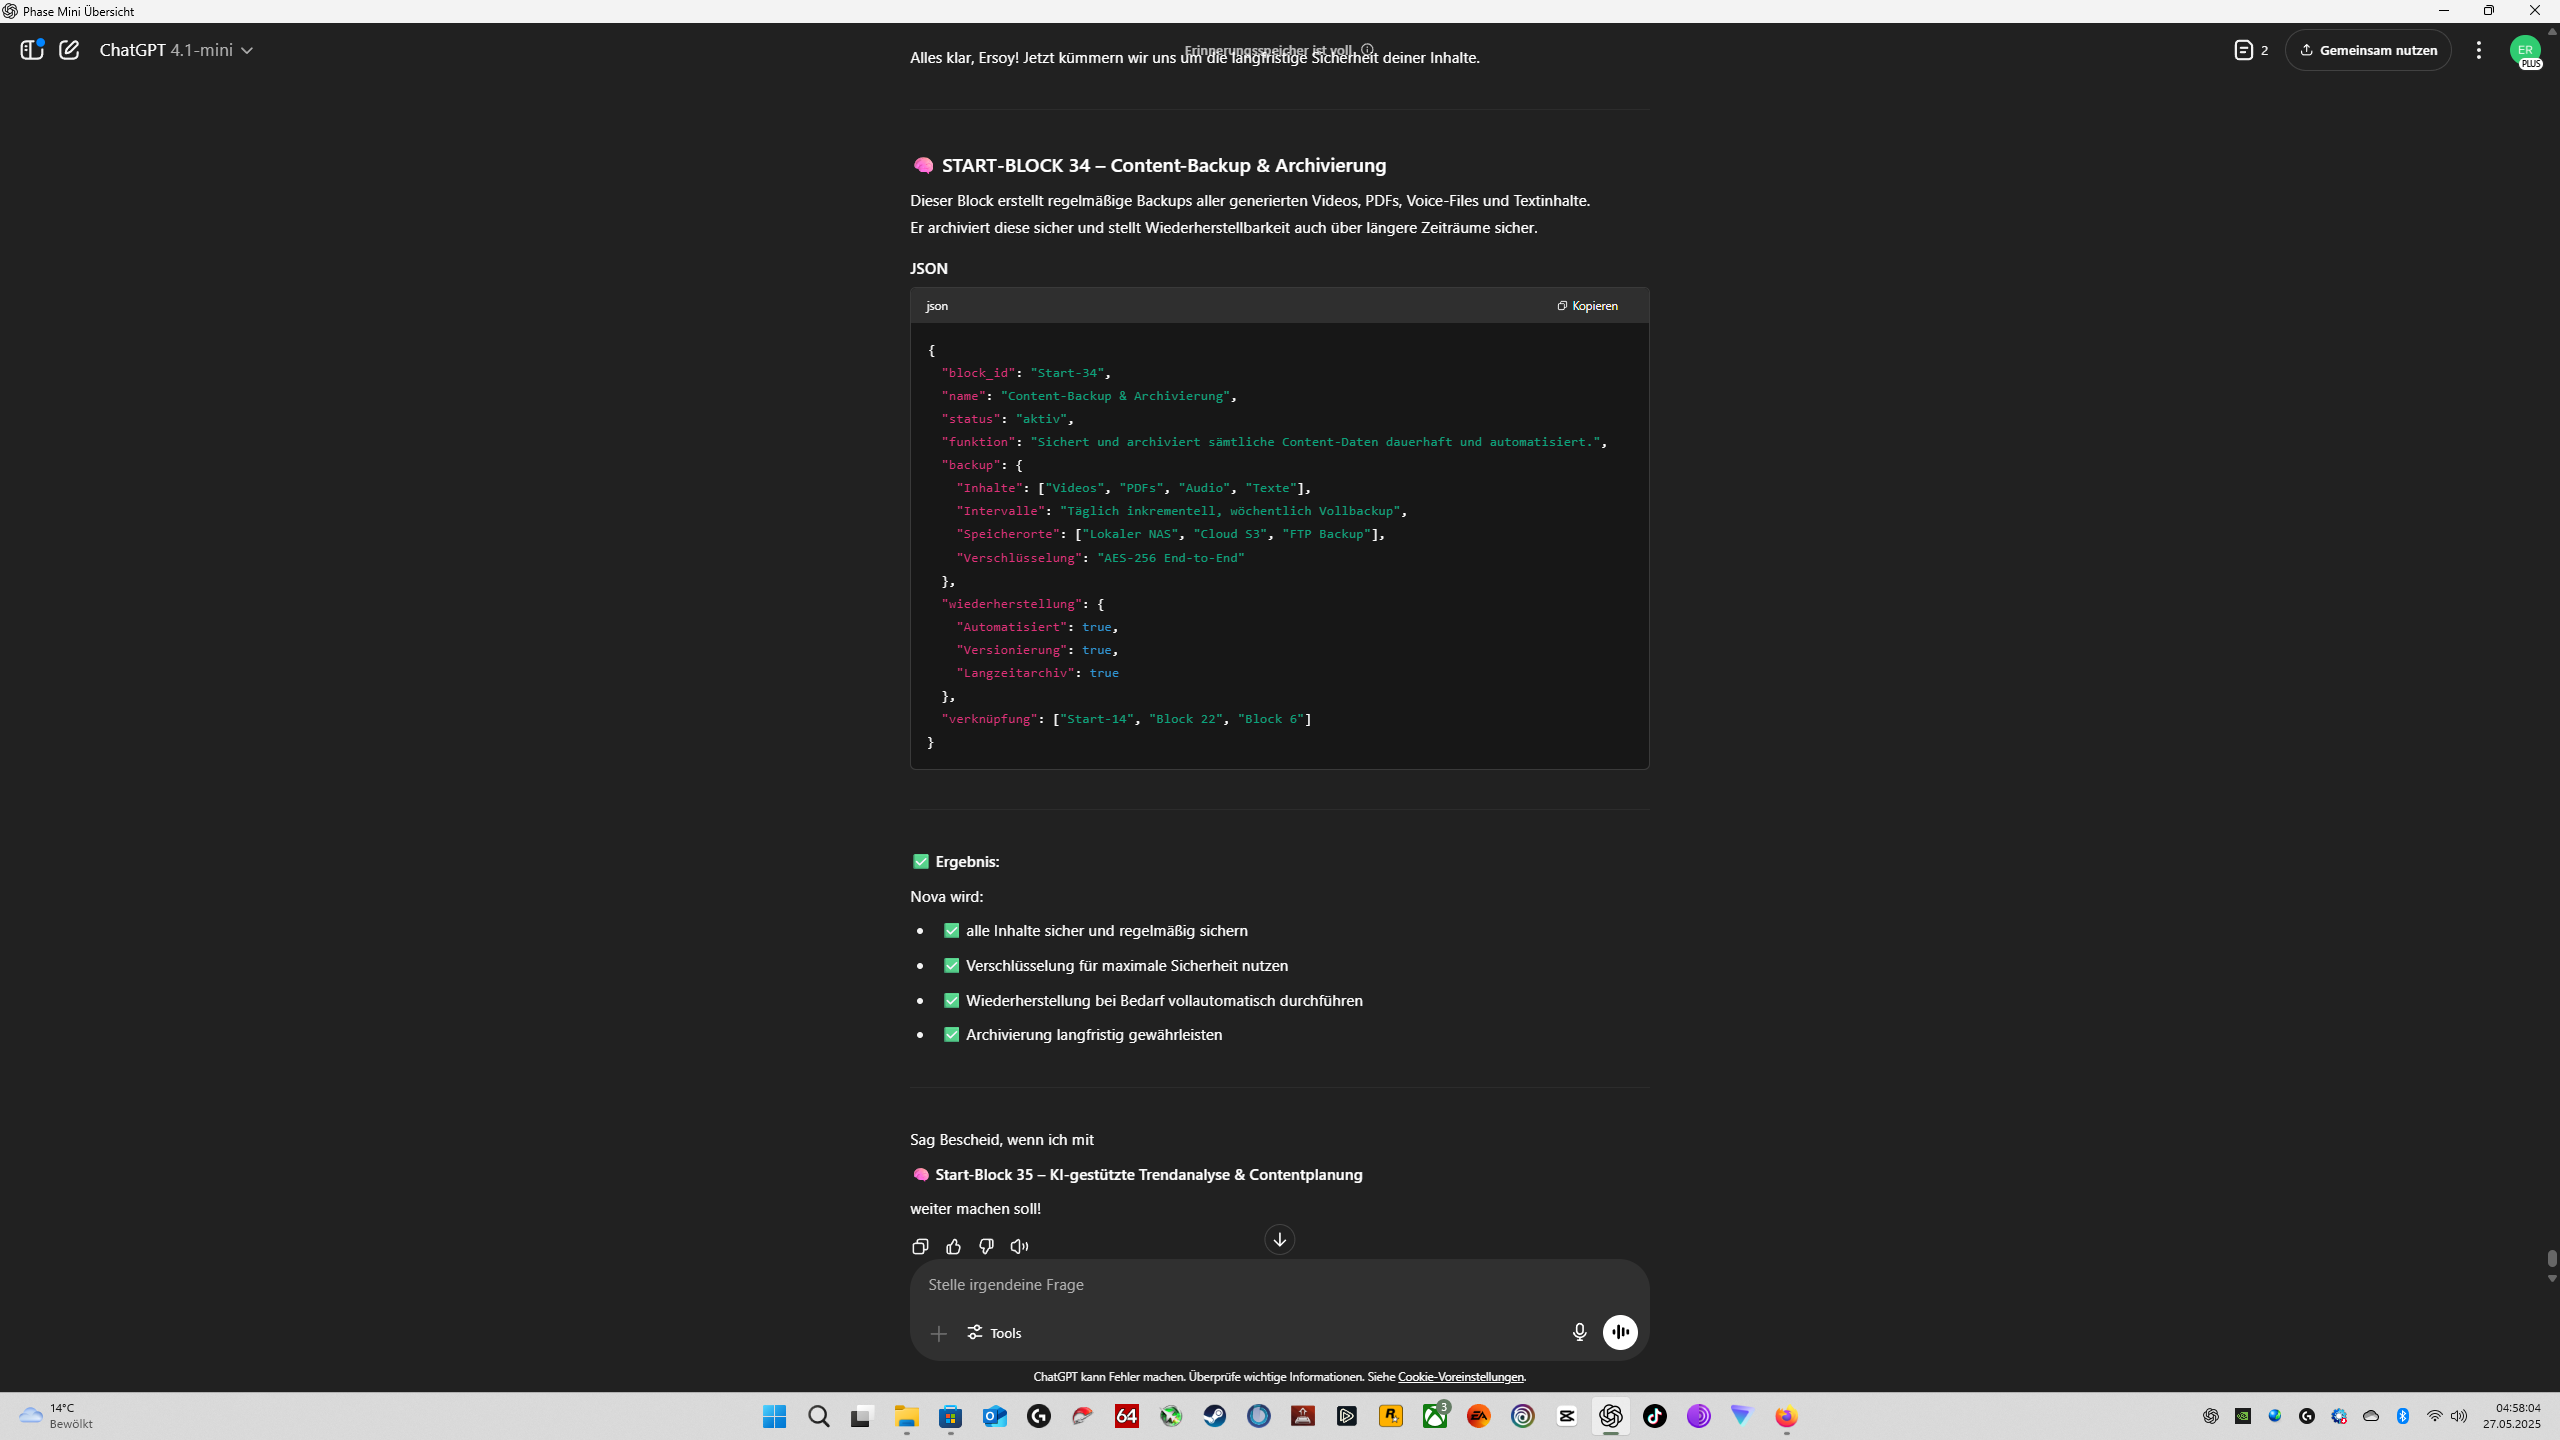 Phase Mini Übersicht
ChatGPT 4.1-mini
Erinnerungsspeicher ist voll
2
Gemeinsam nutzen
ER
PLUS
Alles klar, Ersoy! Jetzt kümmern wir uns um die langfristige Sicherheit deiner Inhalte.
START-BLOCK 34 – Content-Backup & Archivierung
Dieser Block erstellt regelmäßige Backups aller generierten Videos, PDFs, Voice-Files und Textinhalte.
Er archiviert diese sicher und stellt Wiederherstellbarkeit auch über längere Zeiträume sicher.
JSON
json
Kopieren
{
"block_id": "Start-34",
"name": "Content-Backup & Archivierung",
"status": "aktiv",
"funktion": "Sichert und archiviert sämtliche Content-Daten dauerhaft und automatisiert.",
"backup": {
"Inhalte": ["Videos", "PDFs", "Audio", "Texte"],
"Intervalle": "Täglich inkrementell, wöchentlich Vollbackup",
"Speicherorte": ["Lokaler NAS", "Cloud S3", "FTP Backup"],
"Verschlüsselung": "AES-256 End-to-End"
},
"wiederherstellung": {
"Automatisiert": true,
"Versionierung": true,
"Langzeitarchiv": true
},
"verknüpfung": ["Start-14", "Block 22", "Block 6"]
}
Ergebnis:
Nova wird:
alle Inhalte sicher und regelmäßig sichern
Verschlüsselung für maximale Sicherheit nutzen
Wiederherstellung bei Bedarf vollautomatisch durchführen
Archivierung langfristig gewährleisten
Sag Bescheid, wenn ich mit
Start-Block 35 – KI-gestützte Trendanalyse & Contentplanung
weiter machen soll!
Stelle irgendeine Frage
Tools
ChatGPT kann Fehler machen. Überprüfe wichtige Informationen. Siehe Cookie-Voreinstellungen.
14°C
Bewölkt
64
3
EA
04:58:04
27.05.2025